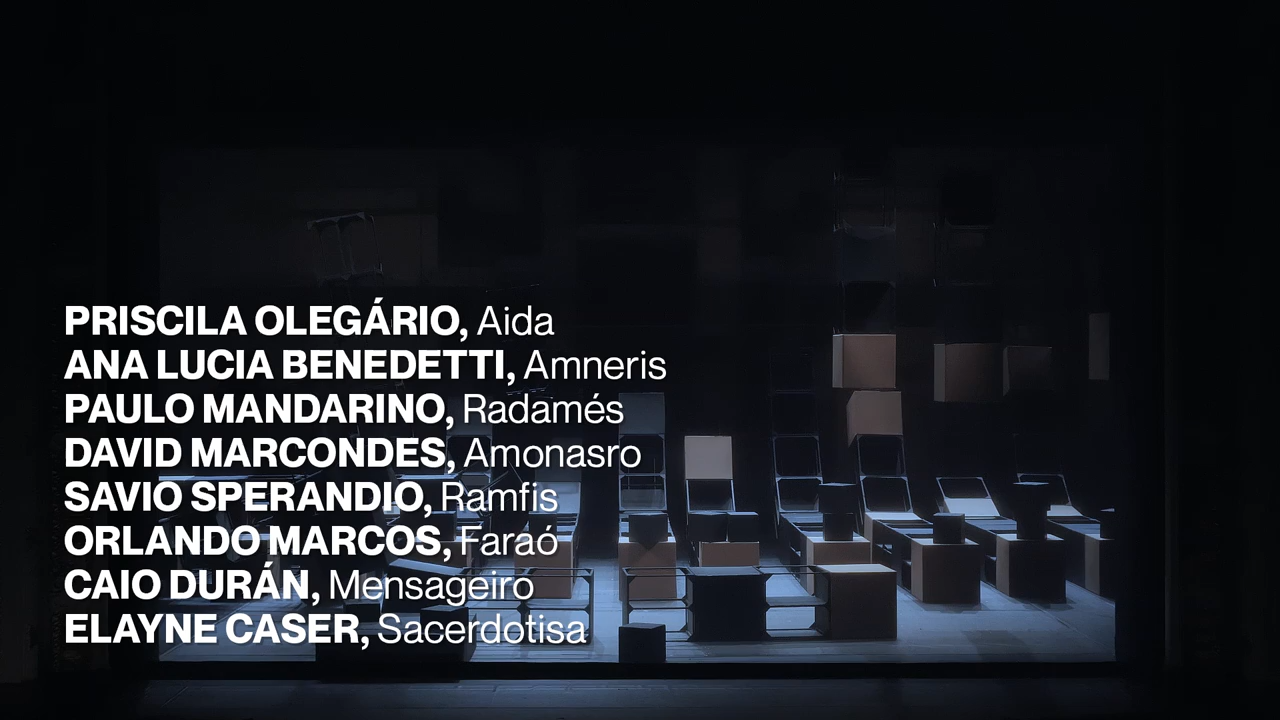 PRISCILA OLEGÁRIO, Aida
ANA LUCIA BENEDETTI, Amneris
PAULO MANDARINO, Radamés
DAVID MARCONDES, Amonasro
SAVIO SPERANDIO, Ramfis
ORLANDO MARCOS, Faraó
CAIO DURÁN, Mensageiro
ELAYNE CASER, Sacerdotisa